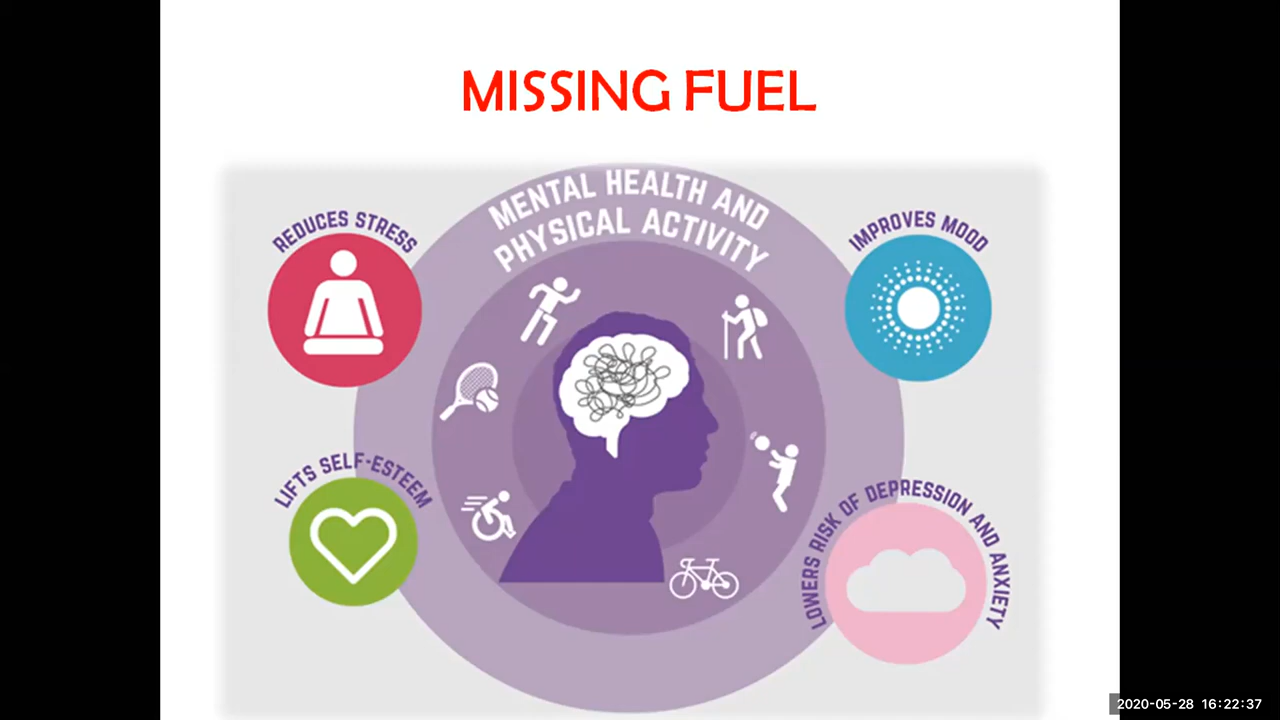 MISSING FUEL
MENTAL HEALTH AND
PHYSICAL ACTIVITY
REDUCES STRESS
IMPROVES MOOD
LIFTS SELF-ESTEEM
LOWERS RISK OF DEPRESSION AND ANXIETY
2020-05-28 16:22:37